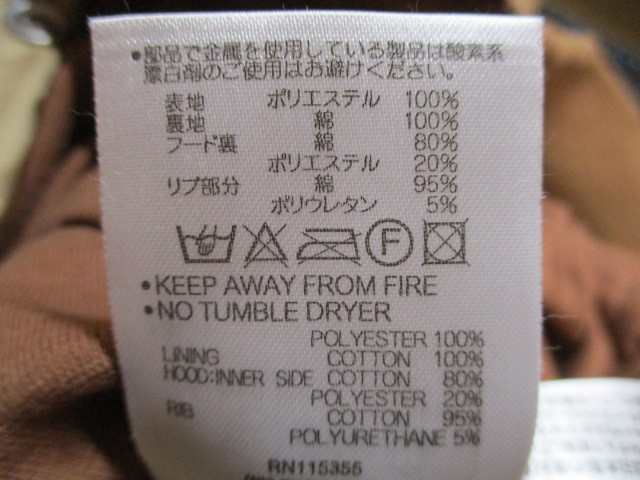 •部品で金属を使用している製品は酸素系
漂白剤のご使用はお避けください。
表地 ポリエステル 100%
裏地 綿 100%
フード裏 綿 80%
ポリエステル 20%
リブ部分 綿 95%
ポリウレタン 5%
F
•KEEP AWAY FROM FIRE
•NO TUMBLE DRYER
POLYESTER 100%
LINING COTTON 100%
HOOD:INNER SIDE COTTON 80%
POLYESTER 20%
RIB COTTON 95%
POLYURETHANE 5%
RN115355